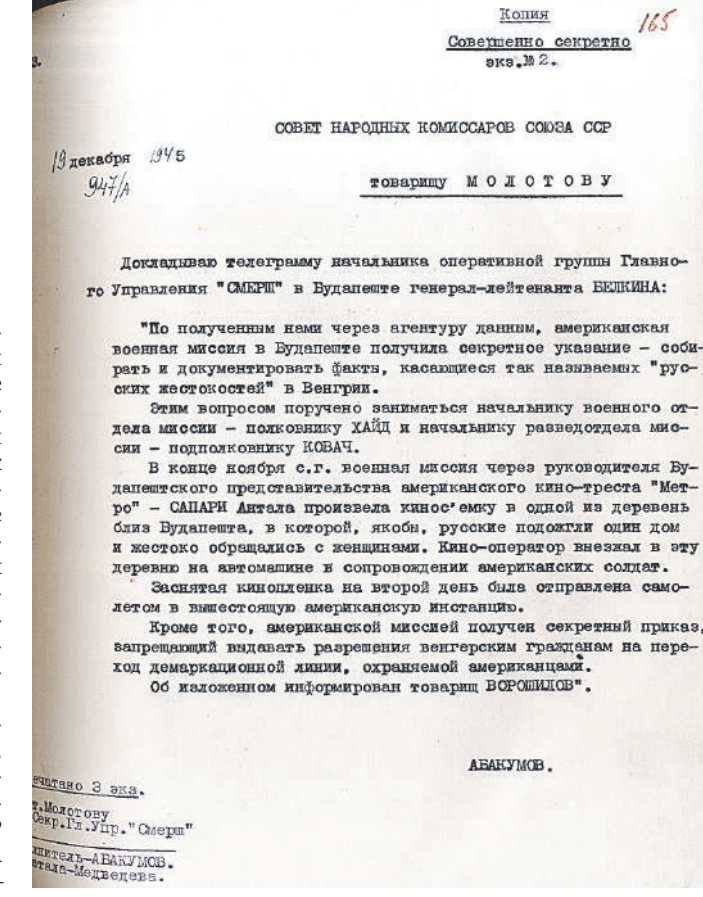 Копия
165
Совершенно секретно
экз.№ 2.
СОВЕТ НАРОДНЫХ КОМИССАРОВ СОЮЗА ССР
19 декабря 1945
947/А
товарищу М О Л О Т О В У
Докладываю телеграмму начальника оперативной группы Главно-
го Управления "СМЕРШ" в Будапеште генерал-лейтенанта БЕЛКИНА:
"По полученным нами через агентуру данным, американская
военная миссия в Будапеште получила секретное указание – соби-
рать и документировать факты, касающиеся так называемых "рус-
ских жестокостей" в Венгрии.
Этим вопросом поручено заниматься начальнику военного от-
дела миссии – полковнику ХАЙД и начальнику разведотдела мис-
сии – подполковнику КОВАЧ.
В конце ноября с.г. военная миссия через руководителя Бу-
дапештского представительства американского кино-треста "Мет-
ро" – САПАРИ Антала произвела кинос'емку в одной из деревень
близ Будапешта, в которой, якобы, русские подожгли один дом
и жестоко обращались с женщинами. Кино-оператор выезжал в эту
деревню на автомашине в сопровождении американских солдат.
Заснятая кинопленка на второй день была отправлена само-
летом в вышестоящую американскую инстанцию.
Кроме того, американской миссией получен секретный приказ,
запрещающий выдавать разрешения венгерским гражданам на пере-
ход демаркационной линии, охраняемой американцами.
Об изложенном информирован товарищ ВОРОШИЛОВ".
АБАКУМОВ.
ечатано 3 экз.
т.Молотову
Секр.Гл.Упр."Смерш"
лнитель-АБАКУМОВ.
атала-Медведева.